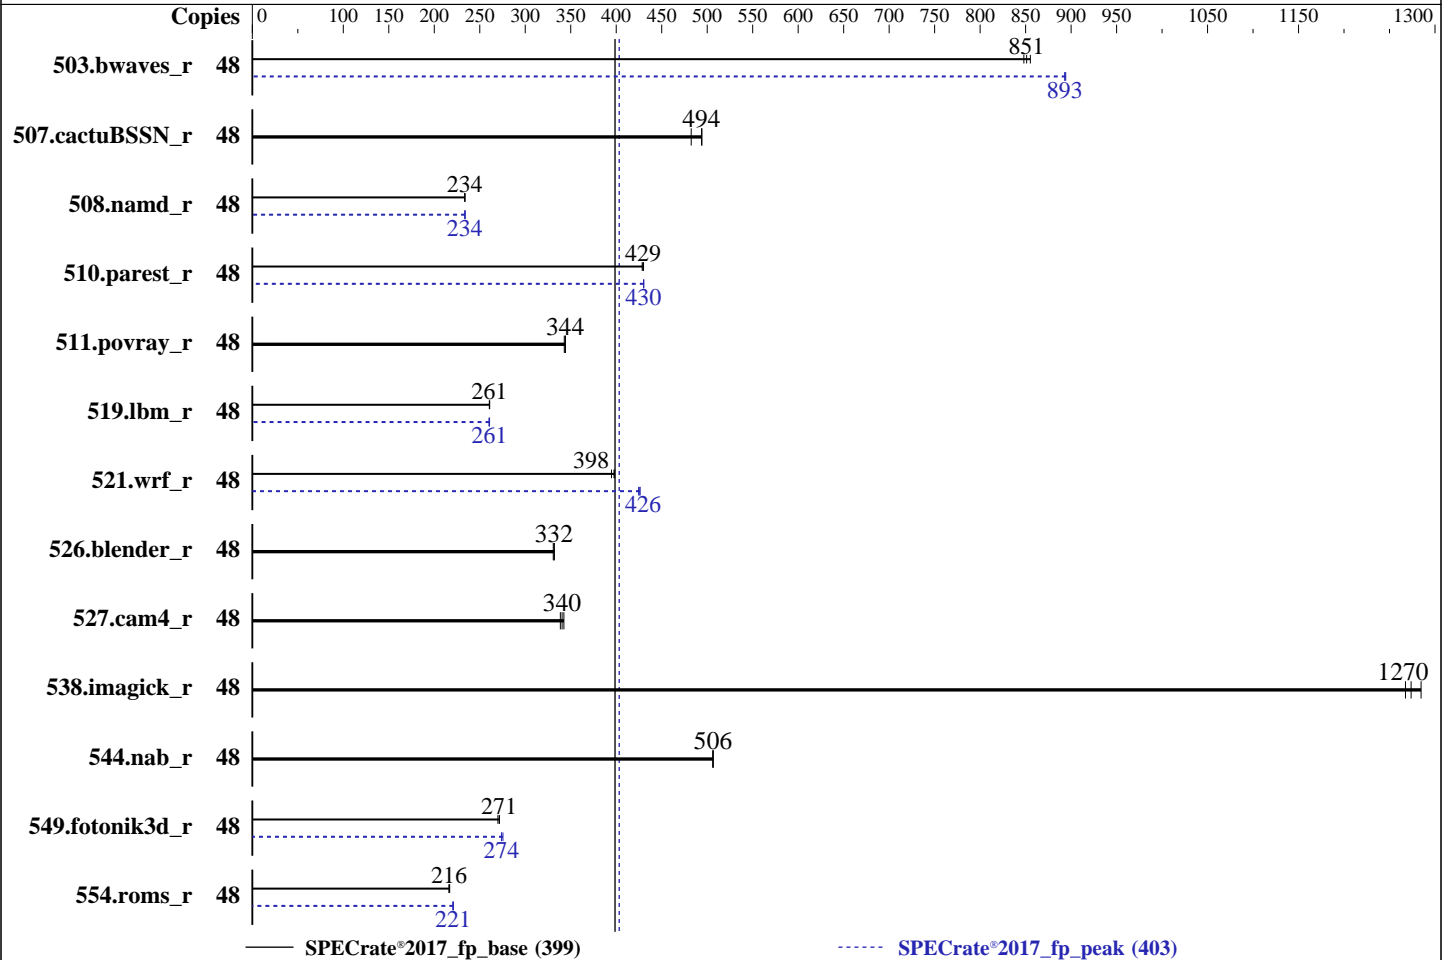 Copies 0 100 150 200 250 300 350 400 450 500 550 600 650 700 750 800 850 900 950 1050 1150 1300
503.bwaves_r 48 851
893
507.cactuBSSN_r 48 494
508.namd_r 48 234
234
510.parest_r 48 429
430
511.povray_r 48 344
519.lbm_r 48 261
261
521.wrf_r 48 398
426
526.blender_r 48 332
527.cam4_r 48 340
538.imagick_r 48 1270
544.nab_r 48 506
549.fotonik3d_r 48 271
274
554.roms_r 48 216
221
SPECrate®2017_fp_base (399) SPECrate®2017_fp_peak (403)